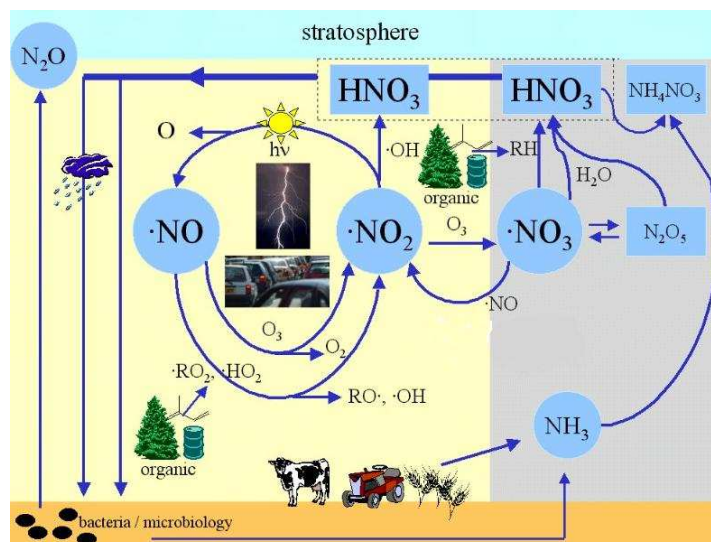 stratosphere
N₂O
HNO₃
HNO₃
NH₄NO₃
O
hν
·OH
organic
RH
H₂O
·NO
·NO₂
O₃
·NO₃
N₂O₅
·NO
O₃
O₂
·RO₂, ·HO₂
RO·, ·OH
organic
NH₃
bacteria / microbiology